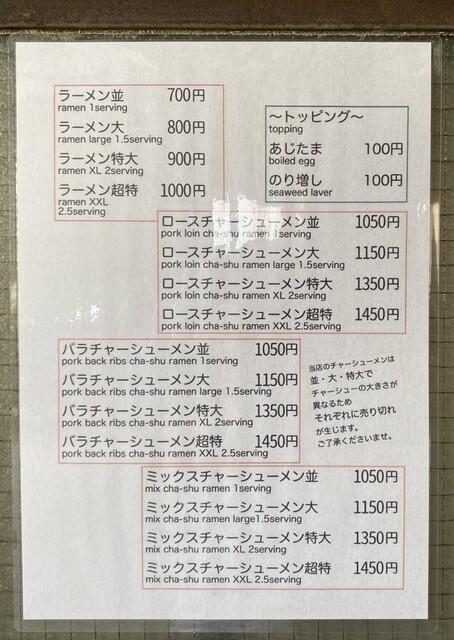 ラーメン並 700円
ramen 1serving
ラーメン大 800円
ramen large 1.5serving
ラーメン特大 900円
ramen XL 2serving
ラーメン超特 1000円
ramen XXL
2.5serving
〜トッピング〜
topping
あじたま 100円
boiled egg
のり増し 100円
seaweed laver
ロースチャーシューメン並 1050円
pork loin cha-shu ramen 1serving
ロースチャーシューメン大 1150円
pork loin cha-shu ramen large 1.5serving
ロースチャーシューメン特大 1350円
pork loin cha-shu ramen XL 2serving
ロースチャーシューメン超特 1450円
pork loin cha-shu ramen XXL 2.5serving
バラチャーシューメン並 1050円
pork back ribs cha-shu ramen 1serving
バラチャーシューメン大 1150円
pork back ribs cha-shu ramen large 1.5serving
バラチャーシューメン特大 1350円
pork back ribs cha-shu ramen XL 2serving
バラチャーシューメン超特 1450円
pork back ribs cha-shu ramen XXL 2.5serving
当店のチャーシューメンは
並・大・特大で
チャーシューの大きさが
異なるため
それぞれに売り切れ
が生じます。
ご了承くださいませ。
ミックスチャーシューメン並 1050円
mix cha-shu ramen 1serving
ミックスチャーシューメン大 1150円
mix cha-shu ramen large1.5serving
ミックスチャーシューメン特大 1350円
mix cha-shu ramen XL 2serving
ミックスチャーシューメン超特 1450円
mix cha-shu ramen XXL 2.5serving